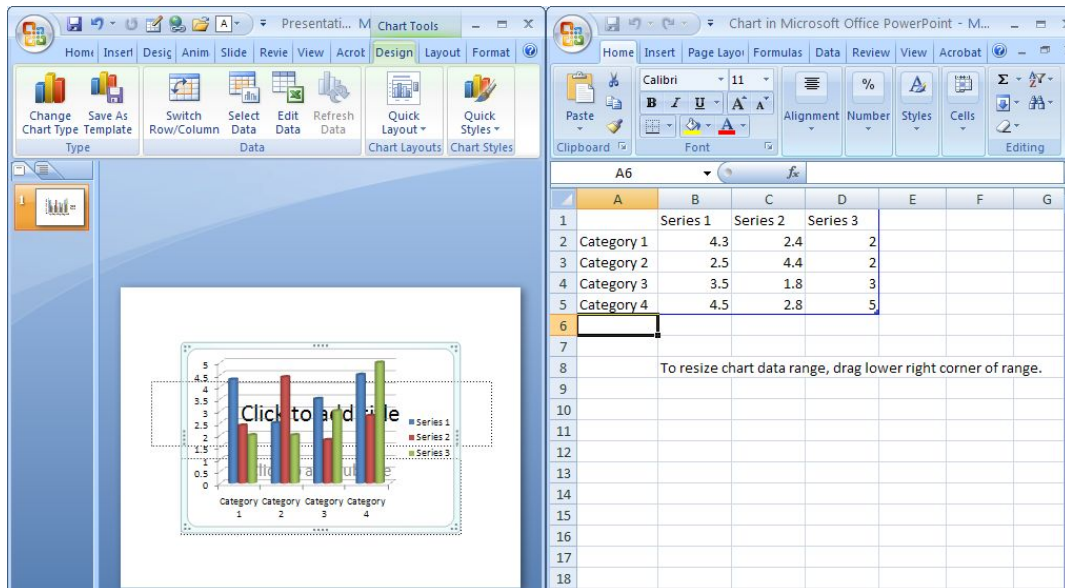 Presentati... M Chart Tools
Home Insert Desig Anim Slide Revie View Acrot Design Layout Format
Change Chart Type
Save As Template
Switch Row/Column
Select Data
Edit Data
Refresh Data
Quick Layout
Quick Styles
Type
Data
Chart Layouts
Chart Styles
1
5
4.5
4
3.5
3
2.5
2
1.5
1
0.5
0
Click to add title
Series 1
Series 2
Series 3
Category 1
Category 2
Category 3
Category 4
Chart in Microsoft Office PowerPoint - M...
Home Insert Page Layou Formulas Data Review View Acrobat
Paste
Calibri 11
B I U A A
A
Alignment
Number
Styles
Cells
Clipboard
Font
Editing
A6 fx
A B C D E F G
1 Series 1 Series 2 Series 3
2 Category 1 4.3 2.4 2
3 Category 2 2.5 4.4 2
4 Category 3 3.5 1.8 3
5 Category 4 4.5 2.8 5
6
7
8 To resize chart data range, drag lower right corner of range.
9
10
11
12
13
14
15
16
17
18